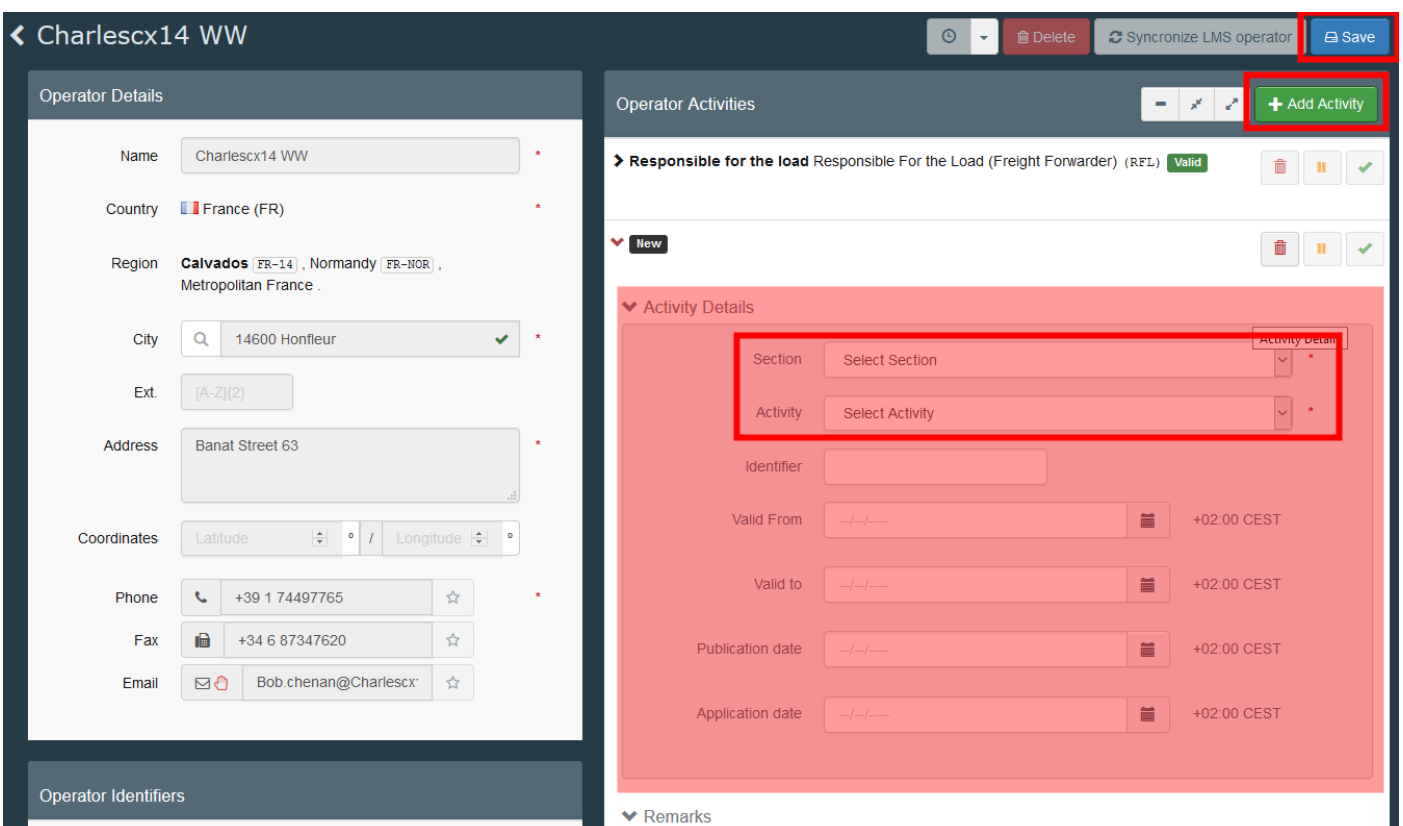 Charlescx14 WW
Delete
Syncronize LMS operator
Save
Operator Details
Name
Charlescx14 WW
*
Country
France (FR)
*
Region
Calvados FR-14 , Normandy FR-NOR ,
Metropolitan France .
City
14600 Honfleur
*
Ext.
[A-Z]{2}
Address
Banat Street 63
*
Coordinates
Latitude
º
/
Longitude
º
Phone
+39 1 74497765
*
Fax
+34 6 87347620
Email
Bob.chenan@Charlescx
Operator Identifiers
Operator Activities
Add Activity
Responsible for the load Responsible For the Load (Freight Forwarder) (RFL) Valid
New
Activity Details
Activity Detail
Section
Select Section
*
Activity
Select Activity
*
Identifier
Valid From
--/--/----
+02:00 CEST
Valid to
--/--/----
+02:00 CEST
Publication date
--/--/----
+02:00 CEST
Application date
--/--/----
+02:00 CEST
Remarks